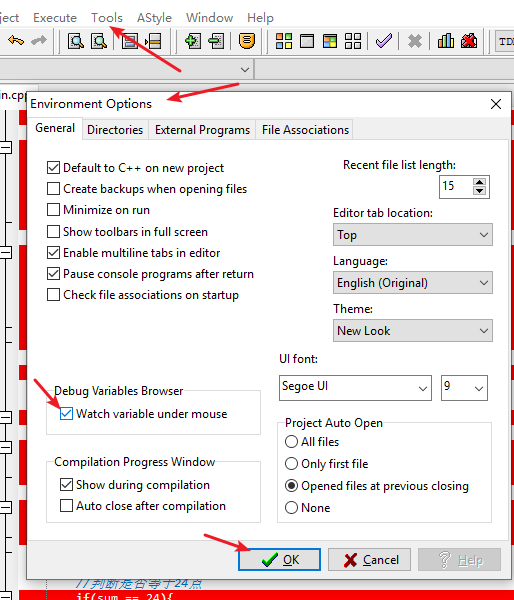 ject Execute Tools AStyle Window Help
TD
in.cpp
Environment Options
General Directories External Programs File Associations
Default to C++ on new project
Create backups when opening files
Minimize on run
Show toolbars in full screen
Enable multiline tabs in editor
Pause console programs after return
Check file associations on startup
Recent file list length:
15
Editor tab location:
Top
Language:
English (Original)
Theme:
New Look
UI font:
Segoe UI 9
Debug Variables Browser
Watch variable under mouse
Compilation Progress Window
Show during compilation
Auto close after compilation
Project Auto Open
All files
Only first file
Opened files at previous closing
None
OK Cancel Help
//判断是否等于24点
if(sum == 24){